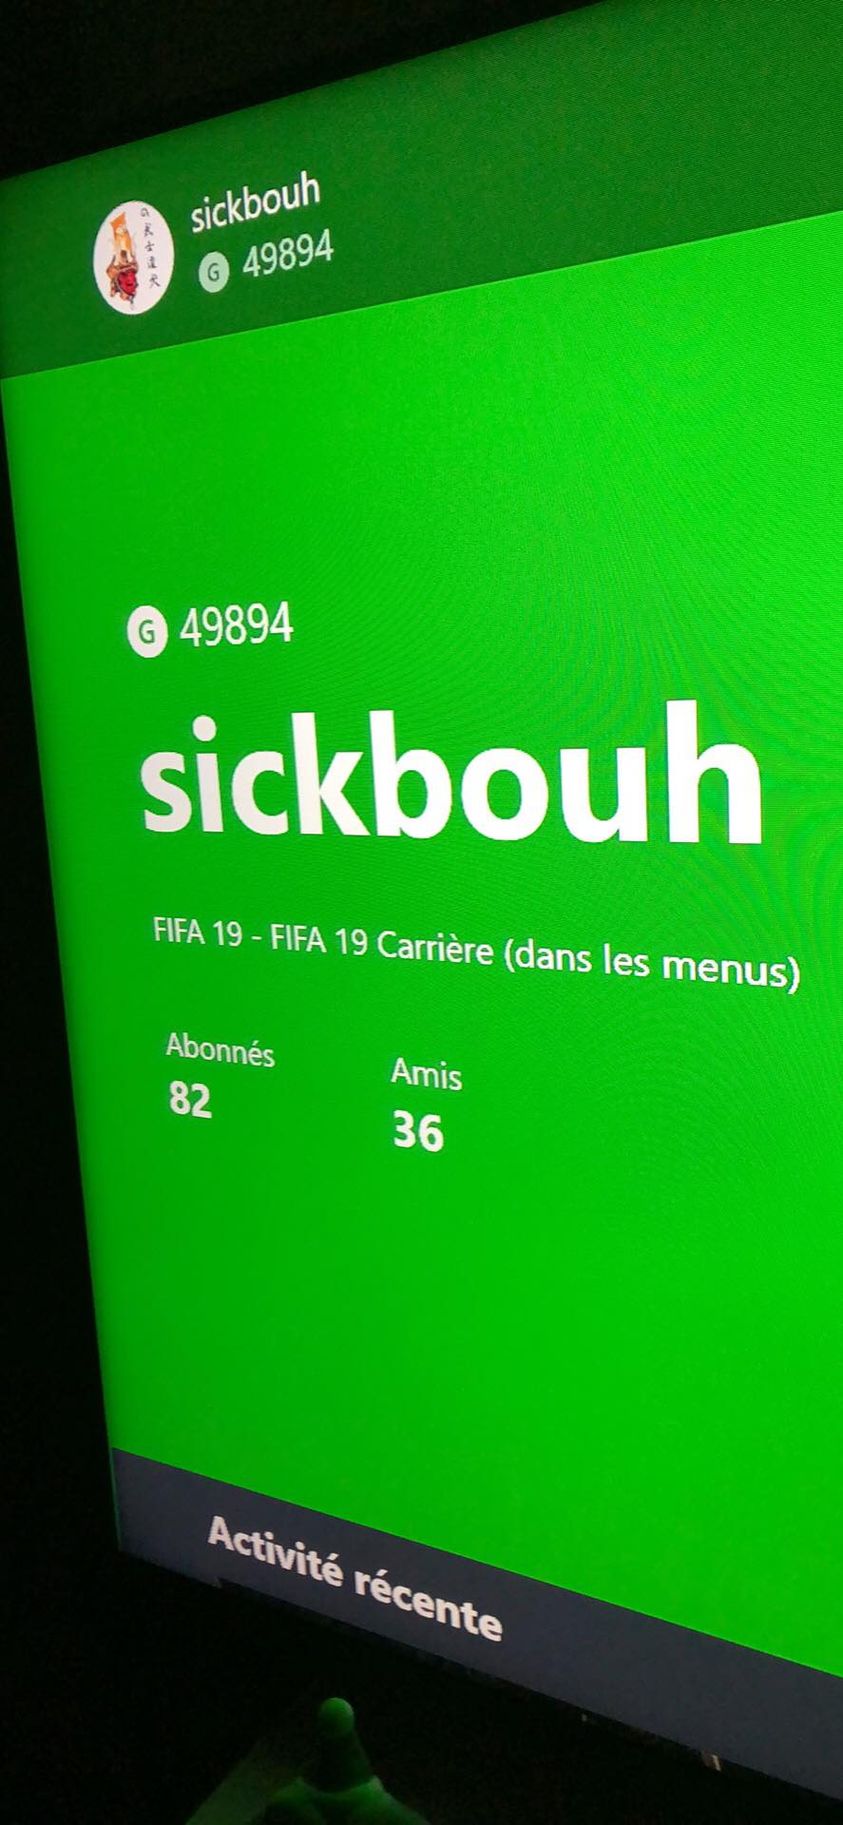 sickbouh
G 49894
G 49894
sickbouh
FIFA 19 - FIFA 19 Carrière (dans les menus)
Abonnés
Amis
82
36
Activité récente